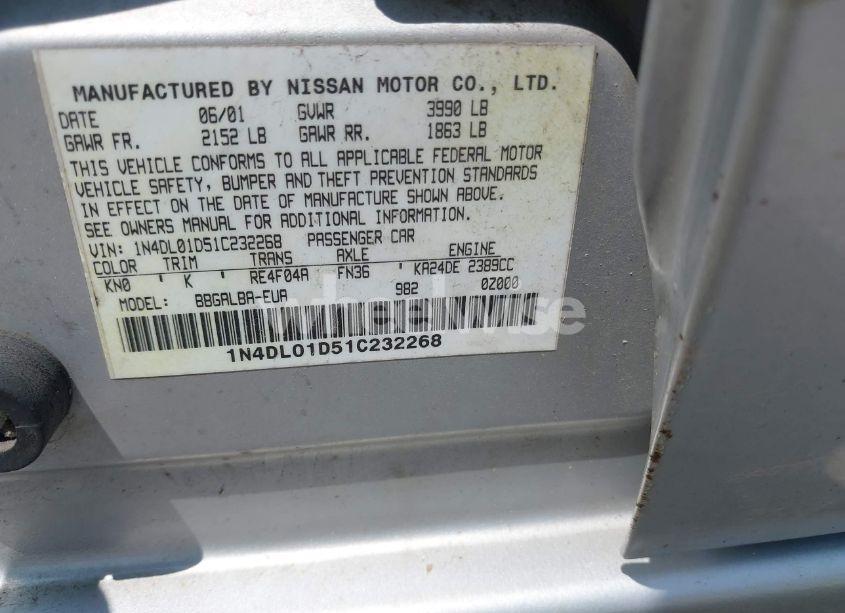 MANUFACTURED BY NISSAN MOTOR CO., LTD.
DATE 06/01 GVWR 3990 LB
GAWR FR. 2152 LB GAWR RR. 1863 LB
THIS VEHICLE CONFORMS TO ALL APPLICABLE FEDERAL MOTOR
VEHICLE SAFETY, BUMPER AND THEFT PREVENTION STANDARDS
IN EFFECT ON THE DATE OF MANUFACTURE SHOWN ABOVE.
SEE OWNERS MANUAL FOR ADDITIONAL INFORMATION.
VIN: 1N4DL01D51C232268 PASSENGER CAR
COLOR TRIM TRANS AXLE ENGINE
KN0 ' K ' RE4F04A FN36 ' KA24DE 2389CC
MODEL: BBGALBA-EUA 982 0Z000
1N4DL01D51C232268
wheelwise